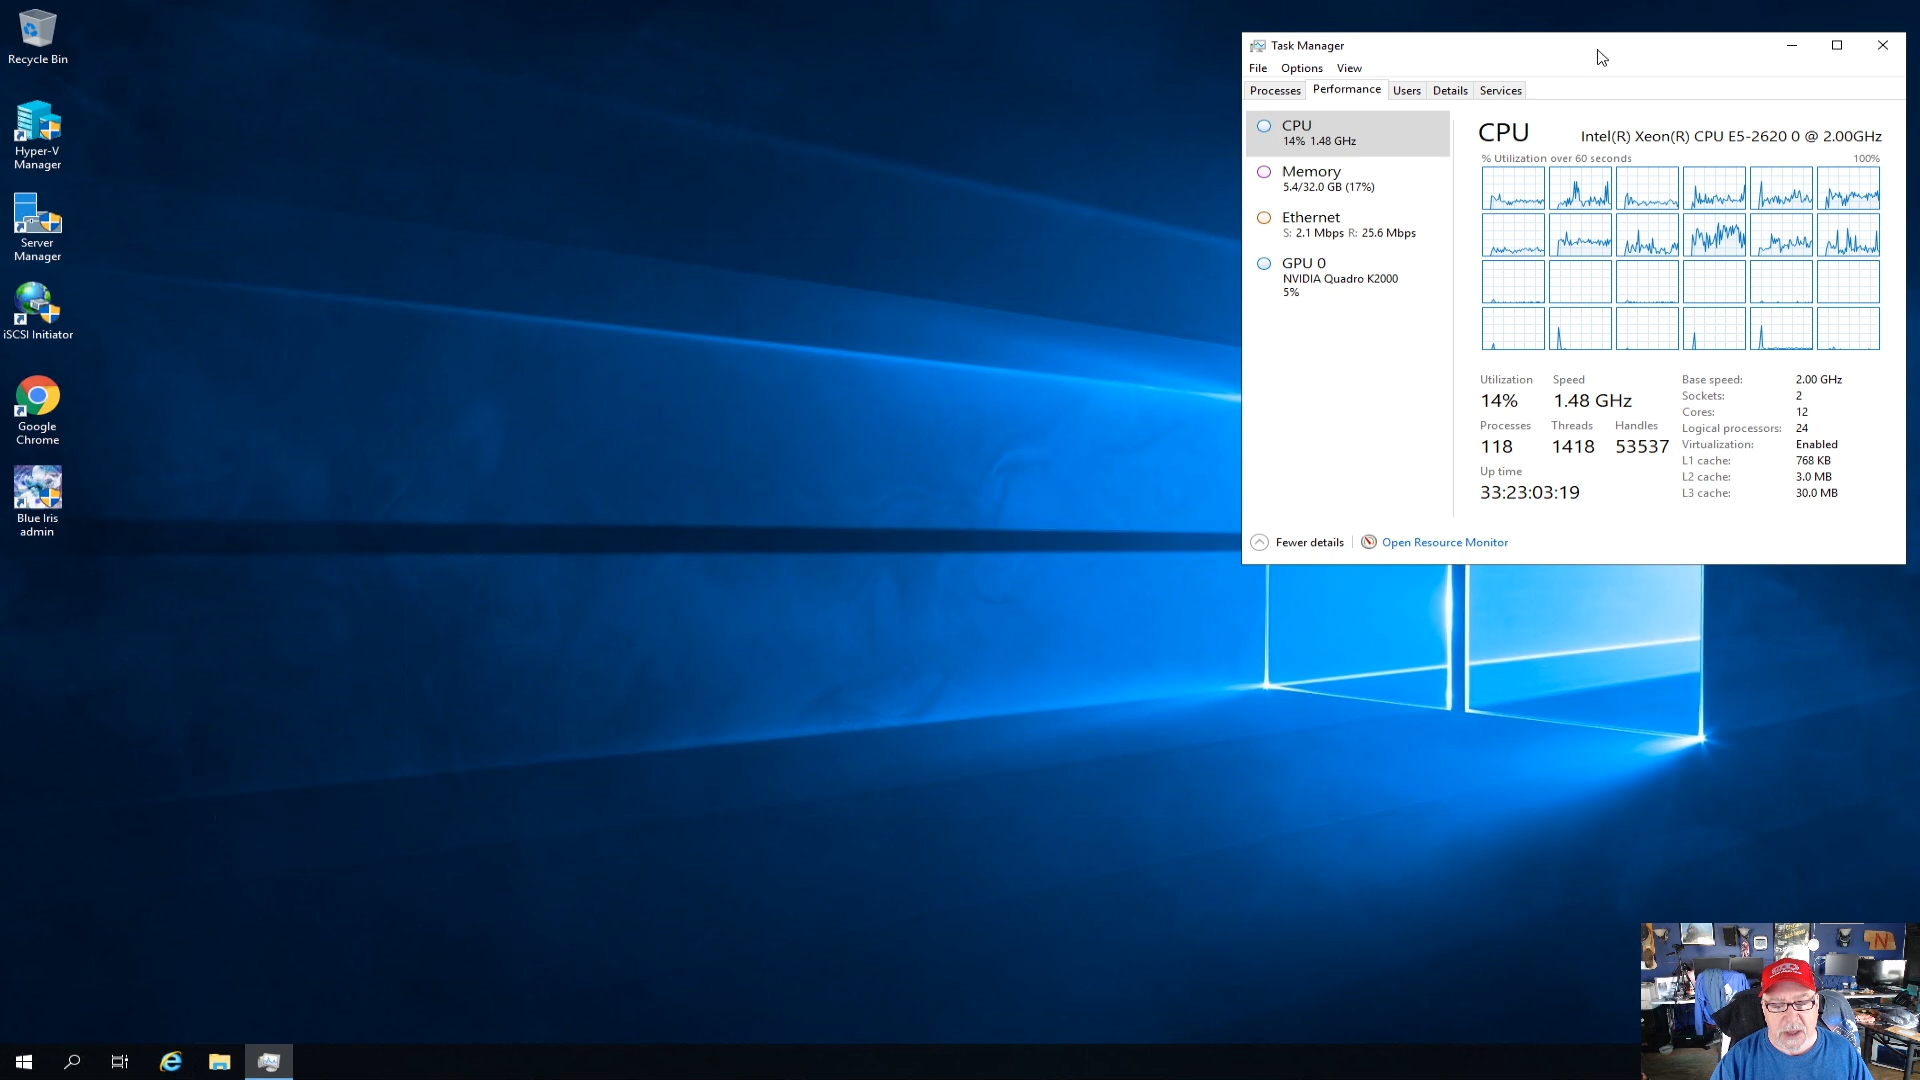 Recycle Bin
Hyper-V
Manager
Server
Manager
iSCSI Initiator
Google
Chrome
Blue Iris
admin
Task Manager
File Options View
Processes Performance Users Details Services
CPU
14% 1.48 GHz
Memory
5.4/32.0 GB (17%)
Ethernet
S: 2.1 Mbps R: 25.6 Mbps
GPU 0
NVIDIA Quadro K2000
5%
CPU Intel(R) Xeon(R) CPU E5-2620 0 @ 2.00GHz
% Utilization over 60 seconds 100%
Utilization Speed
14% 1.48 GHz
Processes Threads Handles
118 1418 53537
Up time
33:23:03:19
Base speed: 2.00 GHz
Sockets: 2
Cores: 12
Logical processors: 24
Virtualization: Enabled
L1 cache: 768 KB
L2 cache: 3.0 MB
L3 cache: 30.0 MB
Fewer details Open Resource Monitor
N